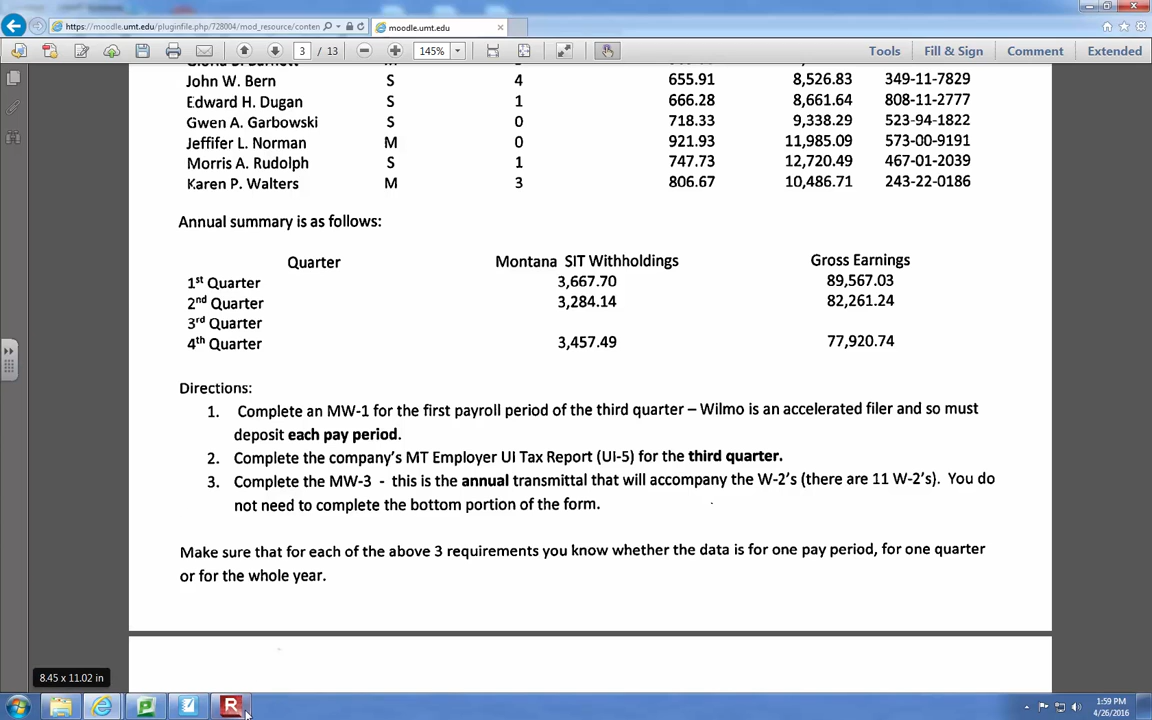 https://moodle.umt.edu/pluginfile.php/728004/mod_resource/conten
moodle.umt.edu
3 / 13
145%
Tools Fill & Sign Comment Extended
John W. Bern S 4 655.91 8,526.83 349-11-7829
Edward H. Dugan S 1 666.28 8,661.64 808-11-2777
Gwen A. Garbowski S 0 718.33 9,338.29 523-94-1822
Jeffifer L. Norman M 0 921.93 11,985.09 573-00-9191
Morris A. Rudolph S 1 747.73 12,720.49 467-01-2039
Karen P. Walters M 3 806.67 10,486.71 243-22-0186
Annual summary is as follows:
Quarter Montana SIT Withholdings Gross Earnings
1st Quarter 3,667.70 89,567.03
2nd Quarter 3,284.14 82,261.24
3rd Quarter
4th Quarter 3,457.49 77,920.74
Directions:
1. Complete an MW-1 for the first payroll period of the third quarter – Wilmo is an accelerated filer and so must
deposit each pay period.
2. Complete the company's MT Employer UI Tax Report (UI-5) for the third quarter.
3. Complete the MW-3 - this is the annual transmittal that will accompany the W-2's (there are 11 W-2's). You do
not need to complete the bottom portion of the form.
Make sure that for each of the above 3 requirements you know whether the data is for one pay period, for one quarter
or for the whole year.
8.45 x 11.02 in
1:59 PM
4/26/2016